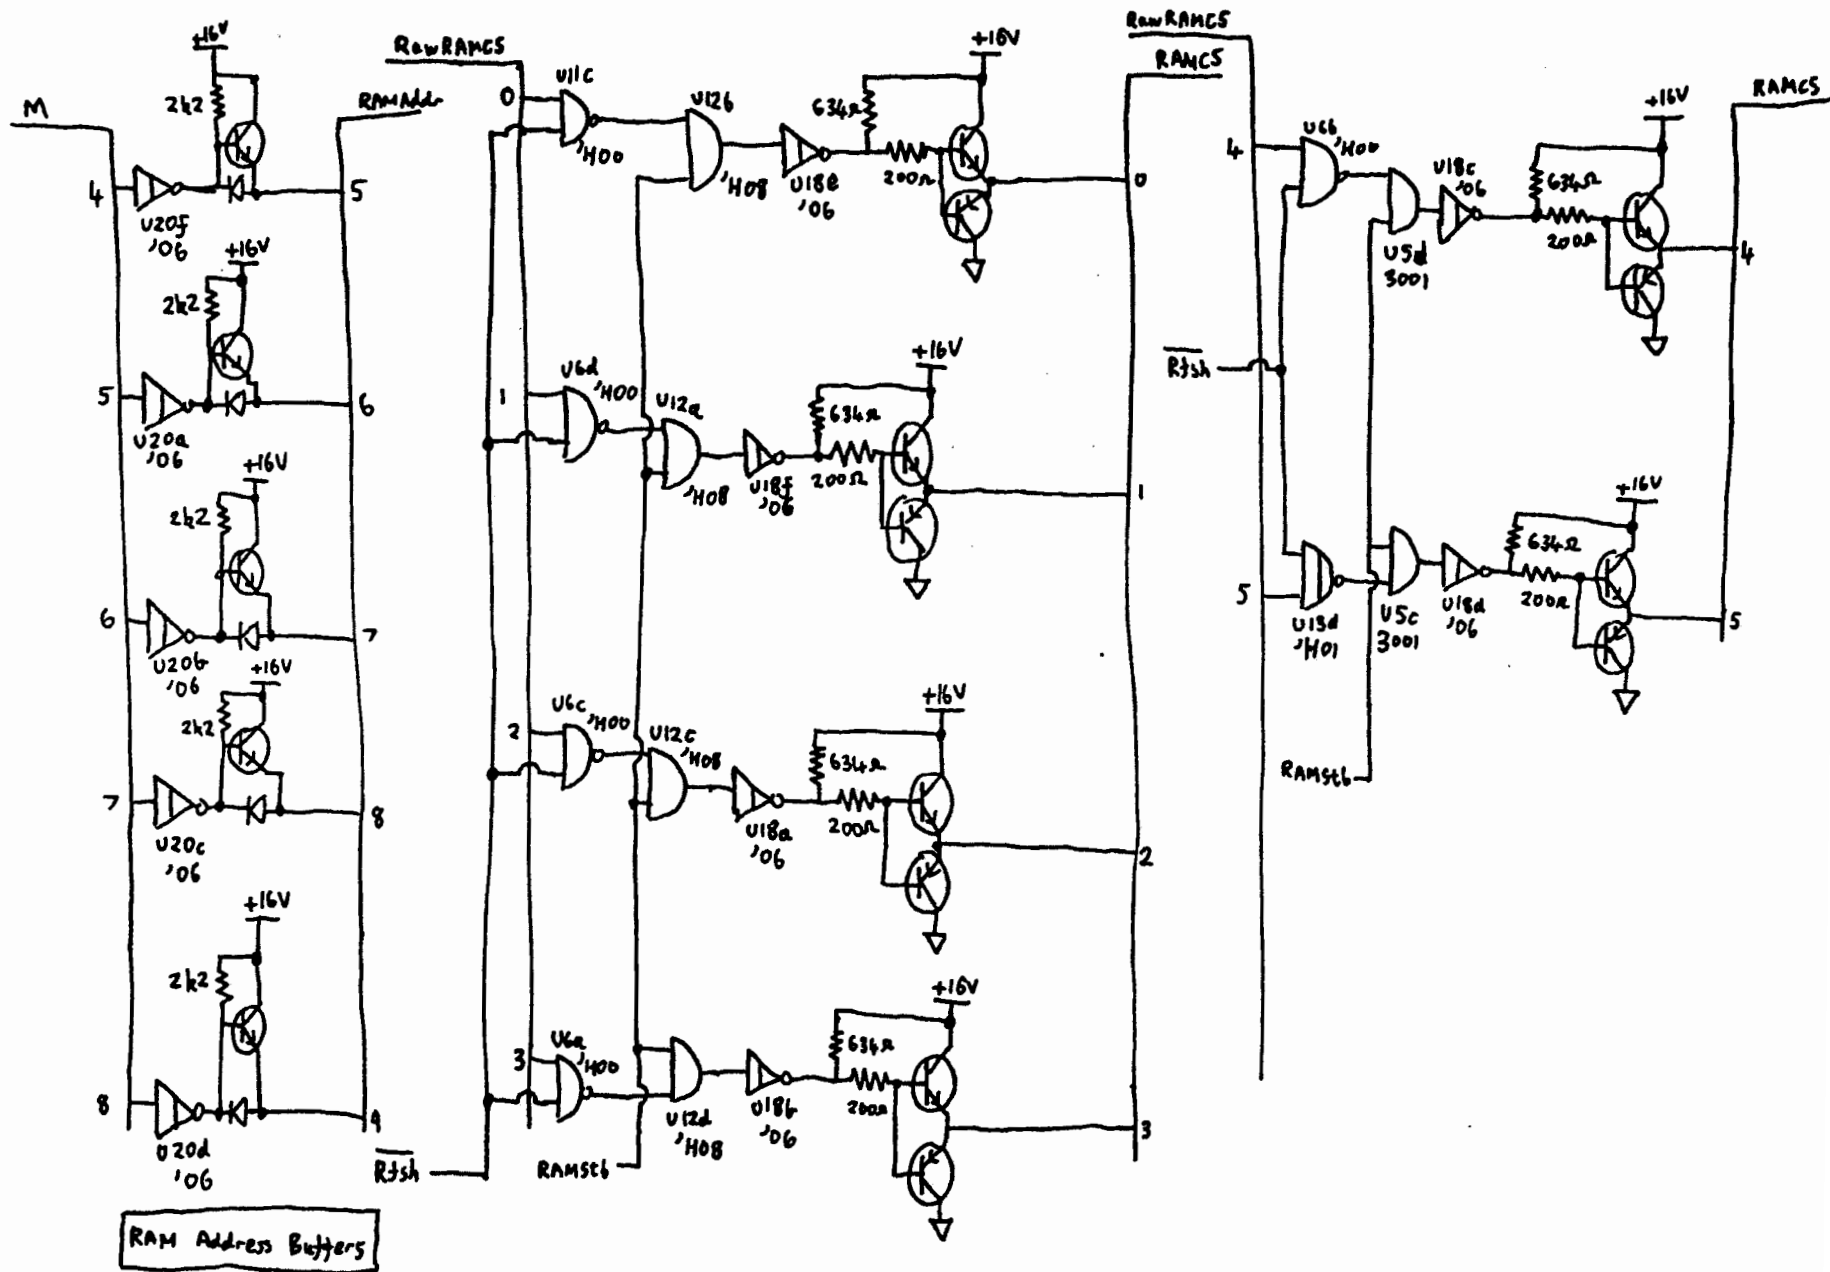 M
RAMAddr
+16V
2k2
4
U20f
'06
5
+16V
2k2
5
U20a
'06
6
+16V
2k2
6
U20b
'06
7
+16V
2k2
7
U20c
'06
8
+16V
2k2
8
U20d
'06
RAM Address Buffers
RawRAMCS
RAMCS
0
U11c
'H00
U12b
'H08
U18e
'06
634Ω
200Ω
+16V
0
1
U6d
'H00
U12a
'H08
U18f
'06
634Ω
200Ω
+16V
1
2
U6c
'H00
U12c
'H08
U18a
'06
634Ω
200Ω
+16V
2
3
U6a
'H00
U12d
'H08
U18b
'06
634Ω
200Ω
+16V
3
Rfsh
RAMStb
RawRAMCS
RAMCS
4
U6b
'H00
U5d
3001
U18c
'06
634Ω
200Ω
+16V
4
Rfsh
5
U13d
'H01
U5c
3001
U18d
'06
634Ω
200Ω
+16V
5
RAMStb